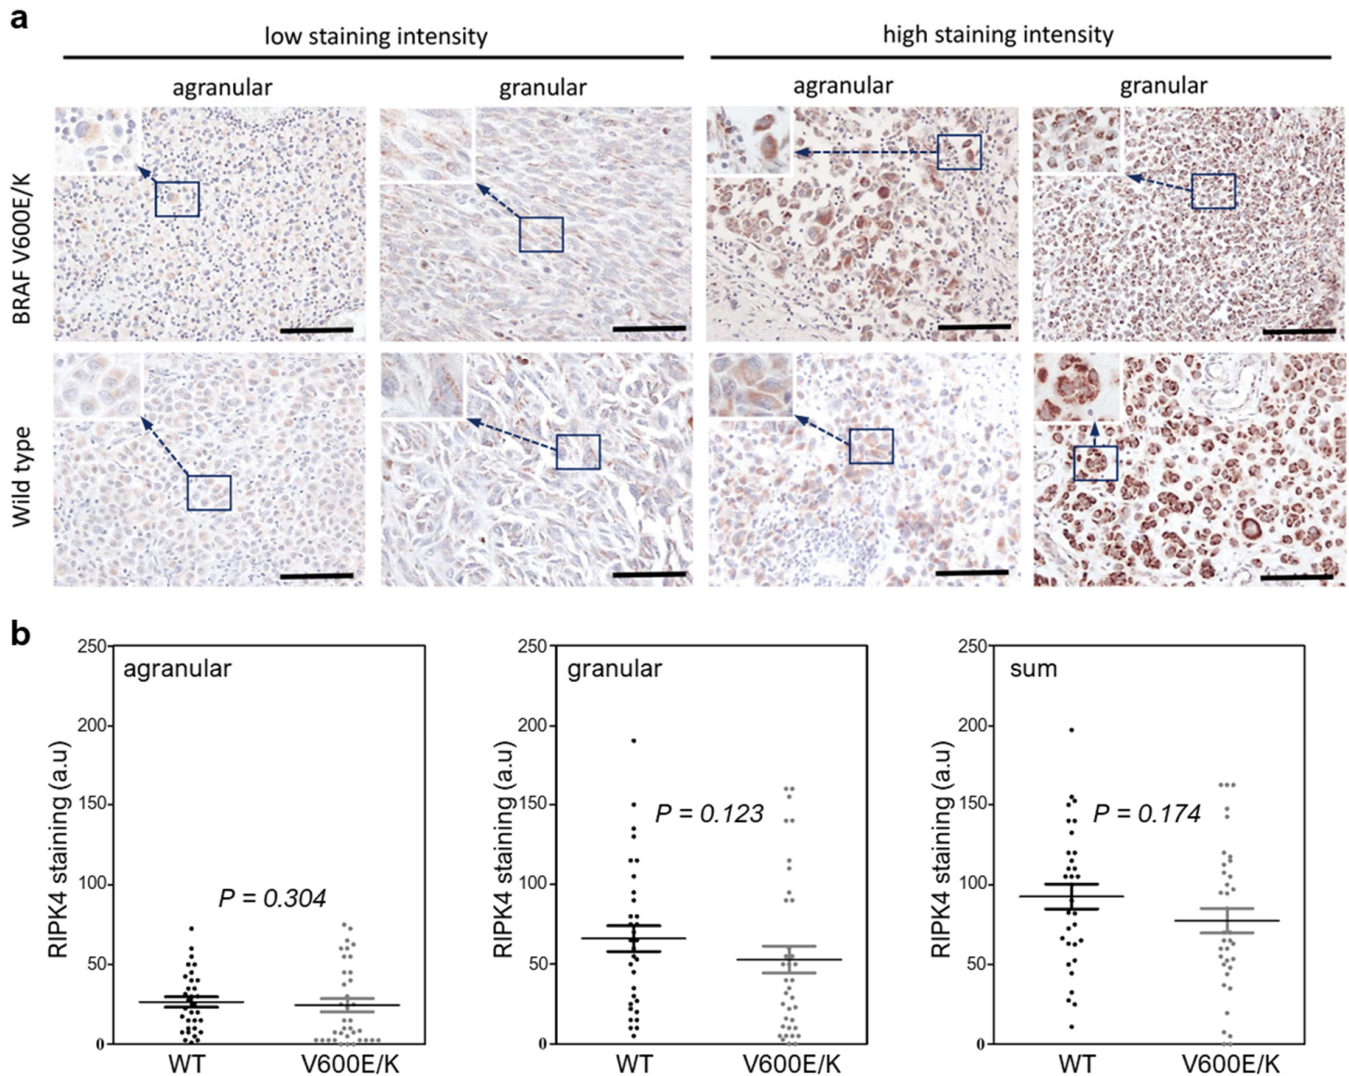 a
low staining intensity
high staining intensity
agranular
granular
agranular
granular
BRAF V600E/K
Wild type
b
250
200
150
100
50
0
RIPK4 staining (a.u)
agranular
P = 0.304
WT
V600E/K
250
200
150
100
50
0
RIPK4 staining (a.u)
granular
P = 0.123
WT
V600E/K
250
200
150
100
50
0
RIPK4 staining (a.u)
sum
P = 0.174
WT
V600E/K